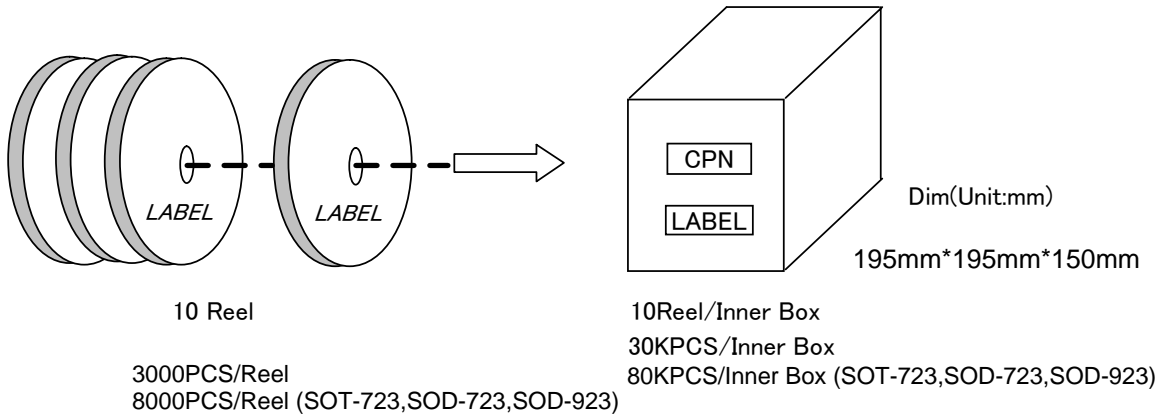 LABEL
LABEL
CPN
LABEL
Dim(Unit:mm)
195mm*195mm*150mm
10 Reel
3000PCS/Reel
8000PCS/Reel (SOT-723,SOD-723,SOD-923)
10Reel/Inner Box
30KPCS/Inner Box
80KPCS/Inner Box (SOT-723,SOD-723,SOD-923)